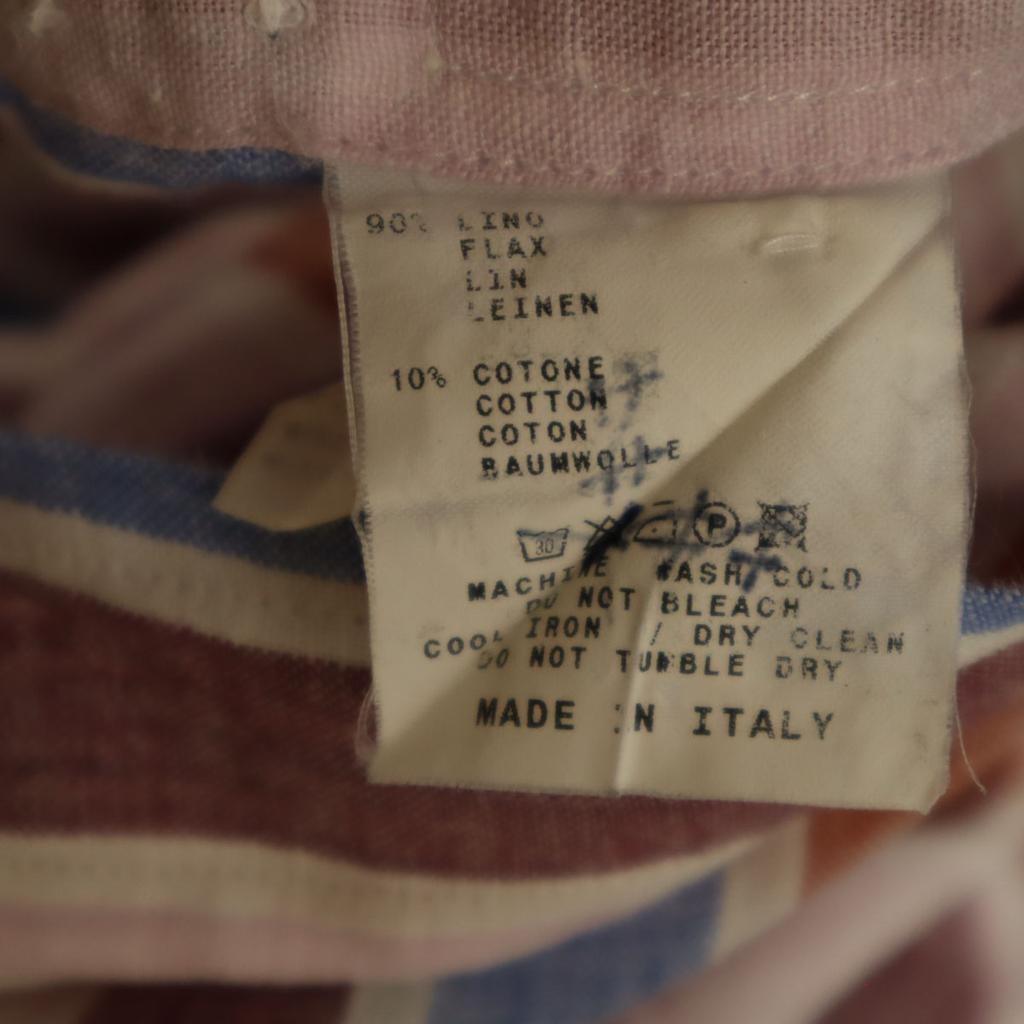 90% LINO
FLAX
LIN
LEINEN
10% COTONE
COTTON
COTON
BAUMWOLLE
30 P
MACHINE WASH COLD
DO NOT BLEACH
COOL IRON / DRY CLEAN
DO NOT TUMBLE DRY
MADE IN ITALY